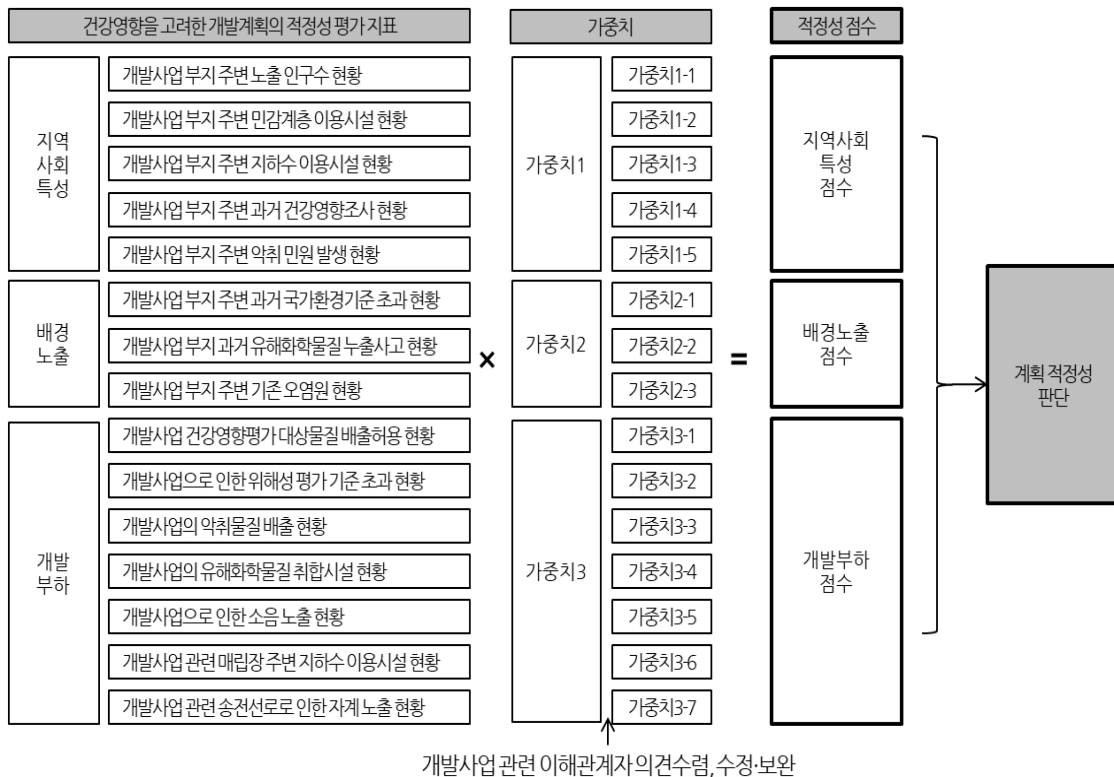 건강영향을 고려한 개발계획의 적정성 평가 지표
가중치
적정성 점수
지역
사회
특성
개발사업 부지 주변 노출 인구수 현황
개발사업 부지 주변 민감계층 이용시설 현황
개발사업 부지 주변 지하수 이용시설 현황
개발사업 부지 주변 과거 건강영향조사 현황
개발사업 부지 주변 악취 민원 발생 현황
가중치1
가중치1-1
가중치1-2
가중치1-3
가중치1-4
가중치1-5
지역사회
특성
점수
배경
노출
개발사업 부지 주변 과거 국가환경기준 초과 현황
개발사업 부지 과거 유해화학물질 누출사고 현황
개발사업 부지 주변 기존 오염원 현황
×
가중치2
가중치2-1
가중치2-2
가중치2-3
=
배경노출
점수
계획 적정성
판단
개발
부하
개발사업 건강영향평가 대상물질 배출허용 현황
개발사업으로 인한 위해성 평가 기준 초과 현황
개발사업의 악취물질 배출 현황
개발사업의 유해화학물질 취합시설 현황
개발사업으로 인한 소음 노출 현황
개발사업 관련 매립장 주변 지하수 이용시설 현황
개발사업 관련 송전선로로 인한 자계 노출 현황
가중치3
가중치3-1
가중치3-2
가중치3-3
가중치3-4
가중치3-5
가중치3-6
가중치3-7
개발부하
점수
개발사업 관련 이해관계자 의견수렴, 수정·보완